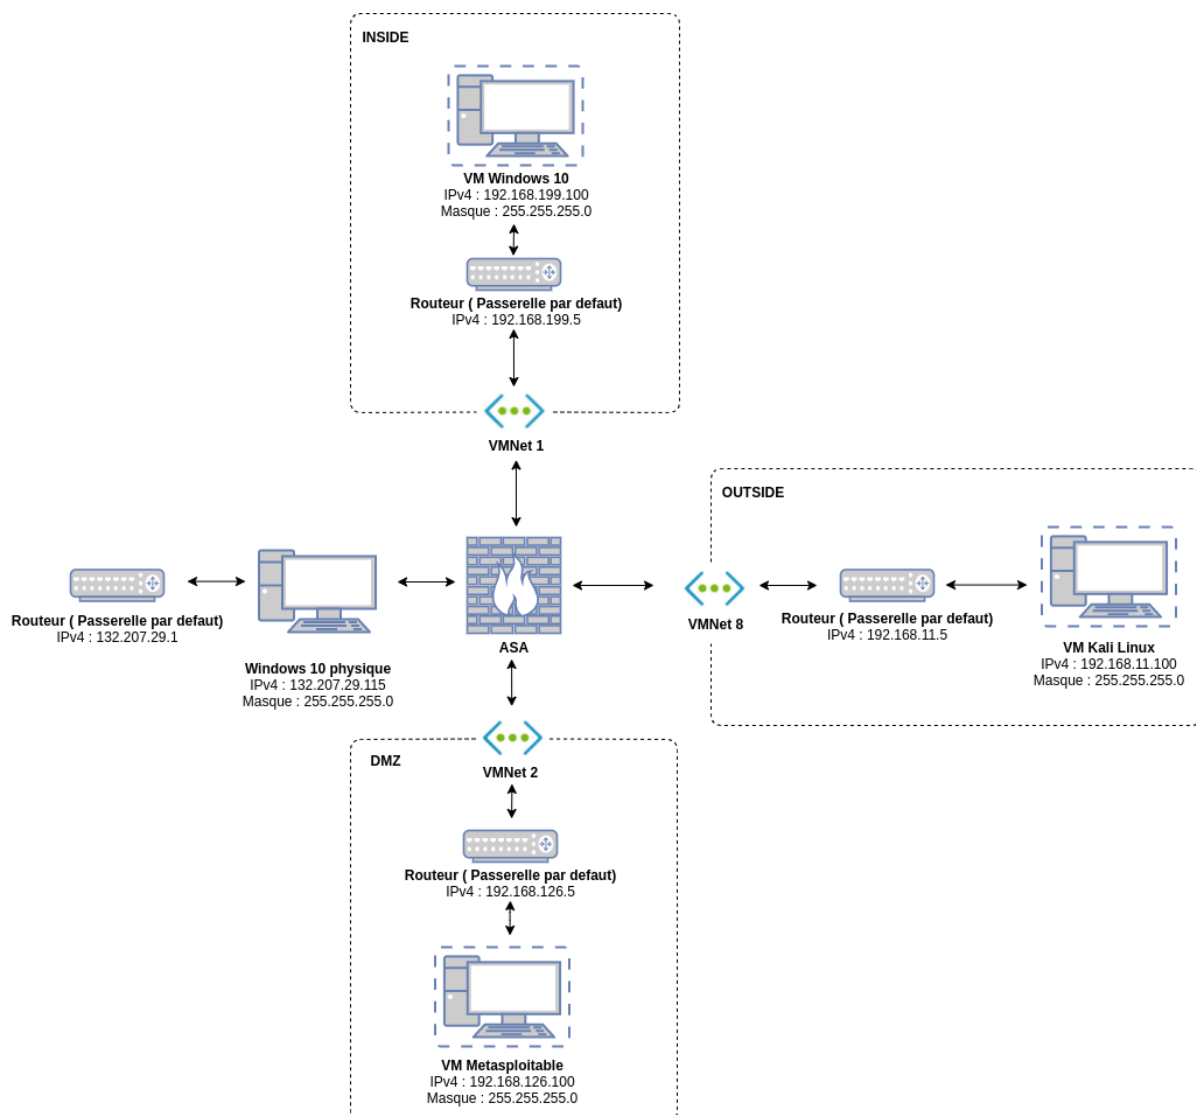 INSIDE
VM Windows 10
IPv4 : 192.168.199.100
Masque : 255.255.255.0
Routeur ( Passerelle par defaut)
IPv4 : 192.168.199.5
VMNet 1
OUTSIDE
Routeur ( Passerelle par defaut)
IPv4 : 132.207.29.1
Windows 10 physique
IPv4 : 132.207.29.115
Masque : 255.255.255.0
ASA
VMNet 8
Routeur ( Passerelle par defaut)
IPv4 : 192.168.11.5
VM Kali Linux
IPv4 : 192.168.11.100
Masque : 255.255.255.0
DMZ
VMNet 2
Routeur ( Passerelle par defaut)
IPv4 : 192.168.126.5
VM Metasploitable
IPv4 : 192.168.126.100
Masque : 255.255.255.0